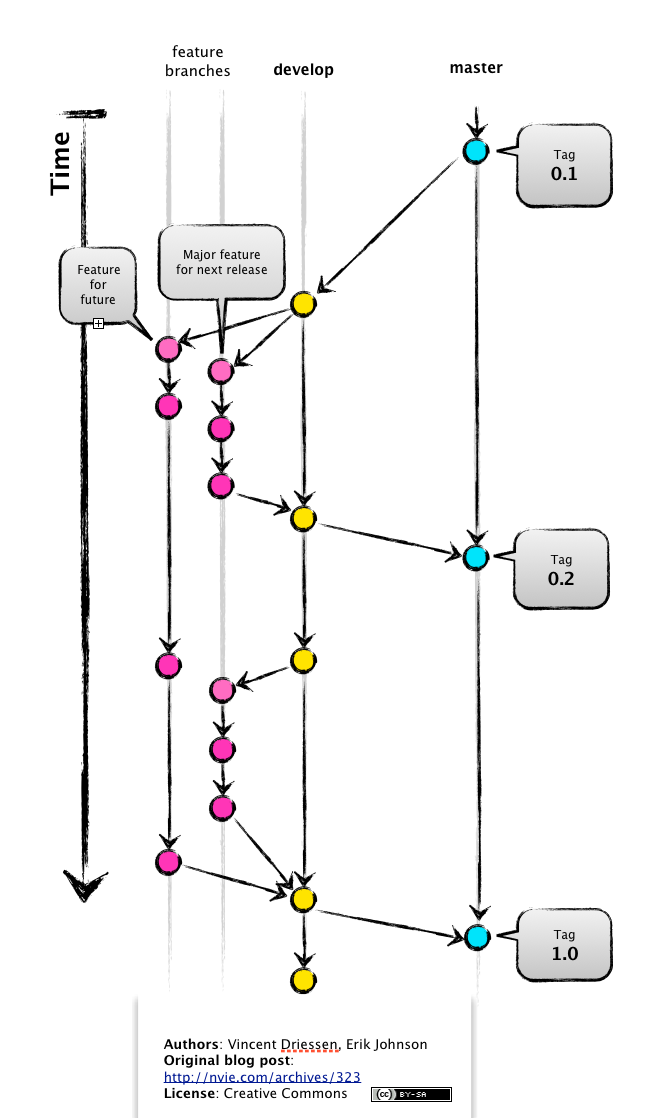 feature
branches
develop
master
Time
Tag
0.1
Feature
for
future
Major feature
for next release
Tag
0.2
Tag
1.0
Authors: Vincent Driessen, Erik Johnson
Original blog post:
http://nvie.com/archives/323
License: Creative Commons
cc BY-SA